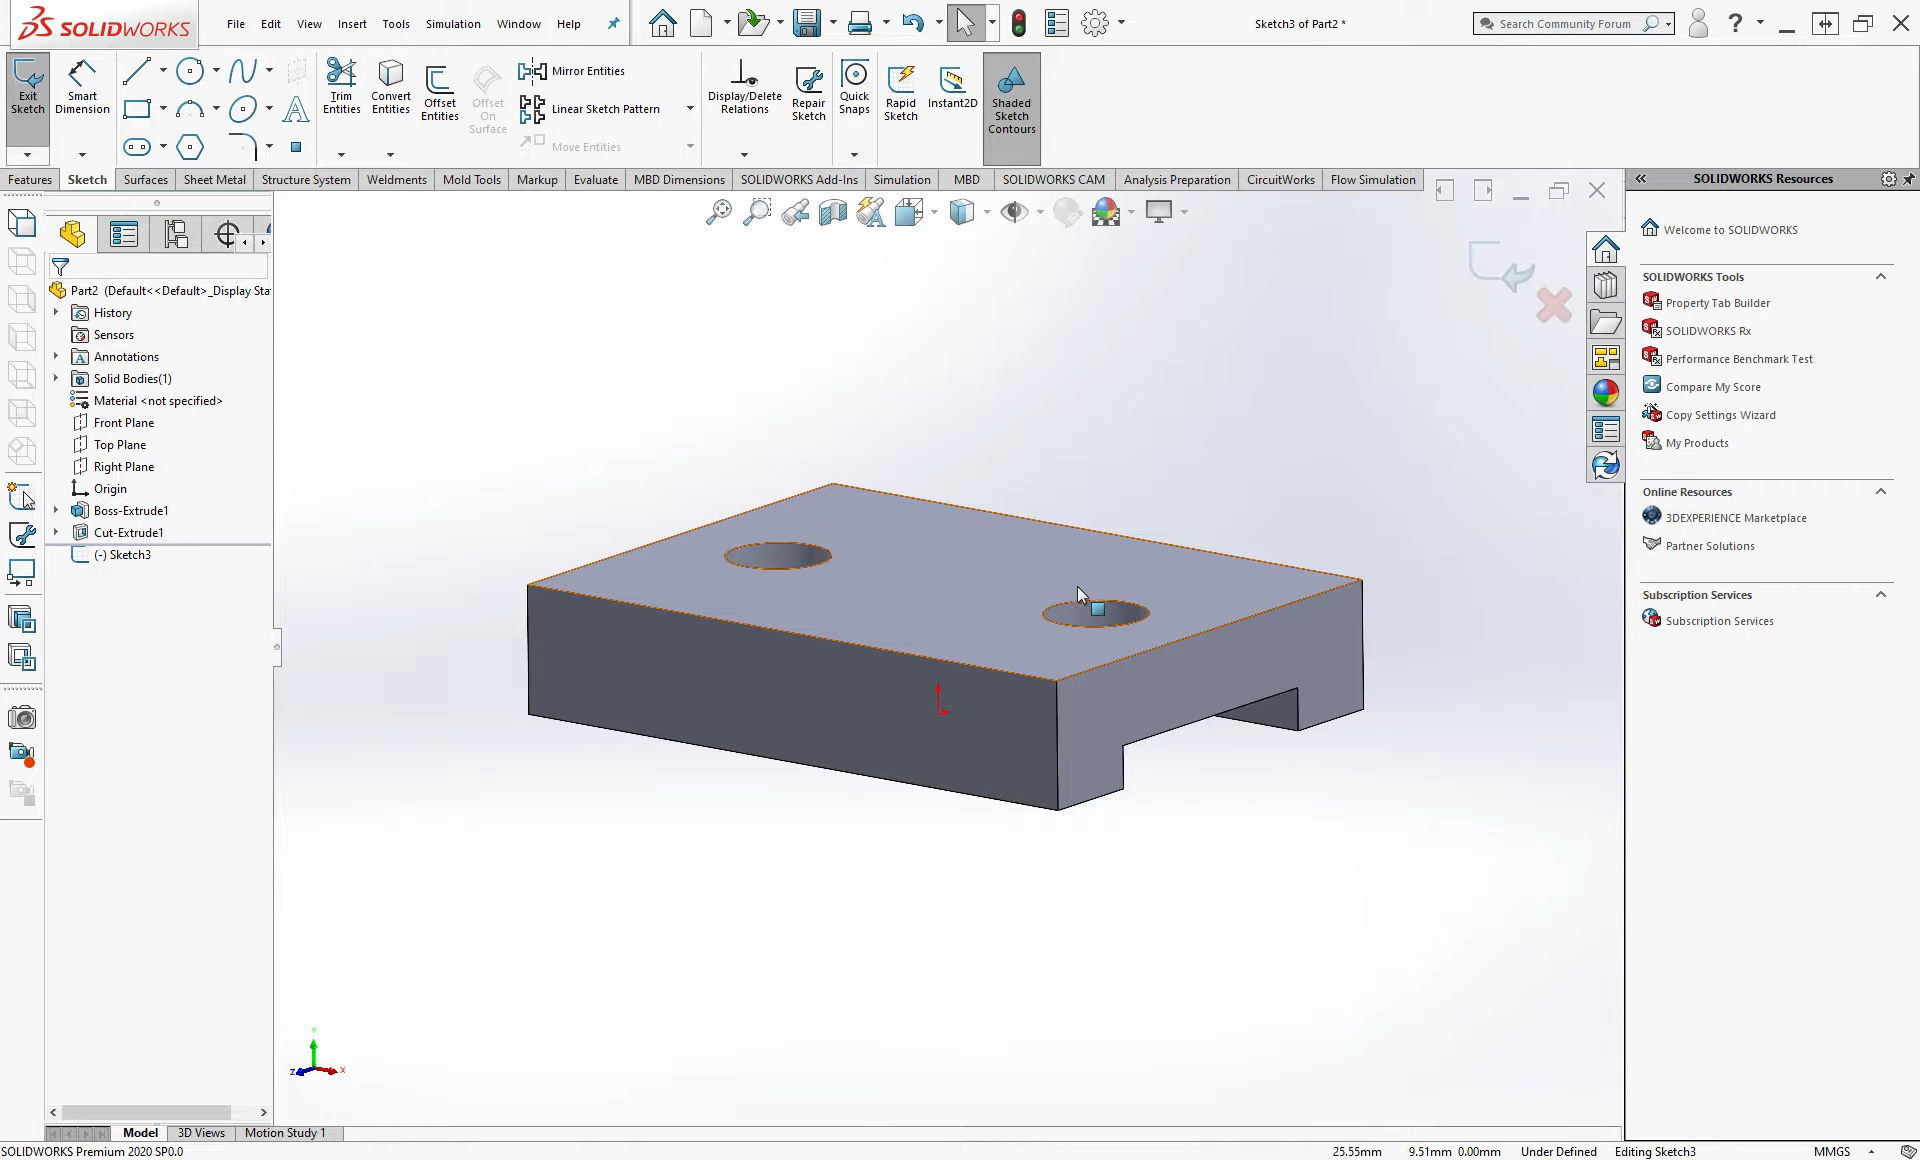 SOLIDWORKS
File Edit View Insert Tools Simulation Window Help
Sketch3 of Part2 *
Search Community Forum
Exit Sketch
Smart Dimension
Trim Entities
Convert Entities
Offset Entities
Offset On Surface
Mirror Entities
Linear Sketch Pattern
Move Entities
Display/Delete Relations
Repair Sketch
Quick Snaps
Rapid Sketch
Instant2D
Shaded Sketch Contours
Features Sketch Surfaces Sheet Metal Structure System Weldments Mold Tools Markup Evaluate MBD Dimensions SOLIDWORKS Add-Ins Simulation MBD SOLIDWORKS CAM Analysis Preparation CircuitWorks Flow Simulation
Part2 (Default<<Default>_Display Sta
History
Sensors
Annotations
Solid Bodies(1)
Material <not specified>
Front Plane
Top Plane
Right Plane
Origin
Boss-Extrude1
Cut-Extrude1
(-) Sketch3
SOLIDWORKS Resources
Welcome to SOLIDWORKS
SOLIDWORKS Tools
Property Tab Builder
SOLIDWORKS Rx
Performance Benchmark Test
Compare My Score
Copy Settings Wizard
My Products
Online Resources
3DEXPERIENCE Marketplace
Partner Solutions
Subscription Services
Subscription Services
Y
Z X
Model 3D Views Motion Study 1
SOLIDWORKS Premium 2020 SP0.0
25.55mm 9.51mm 0.00mm Under Defined Editing Sketch3 MMGS